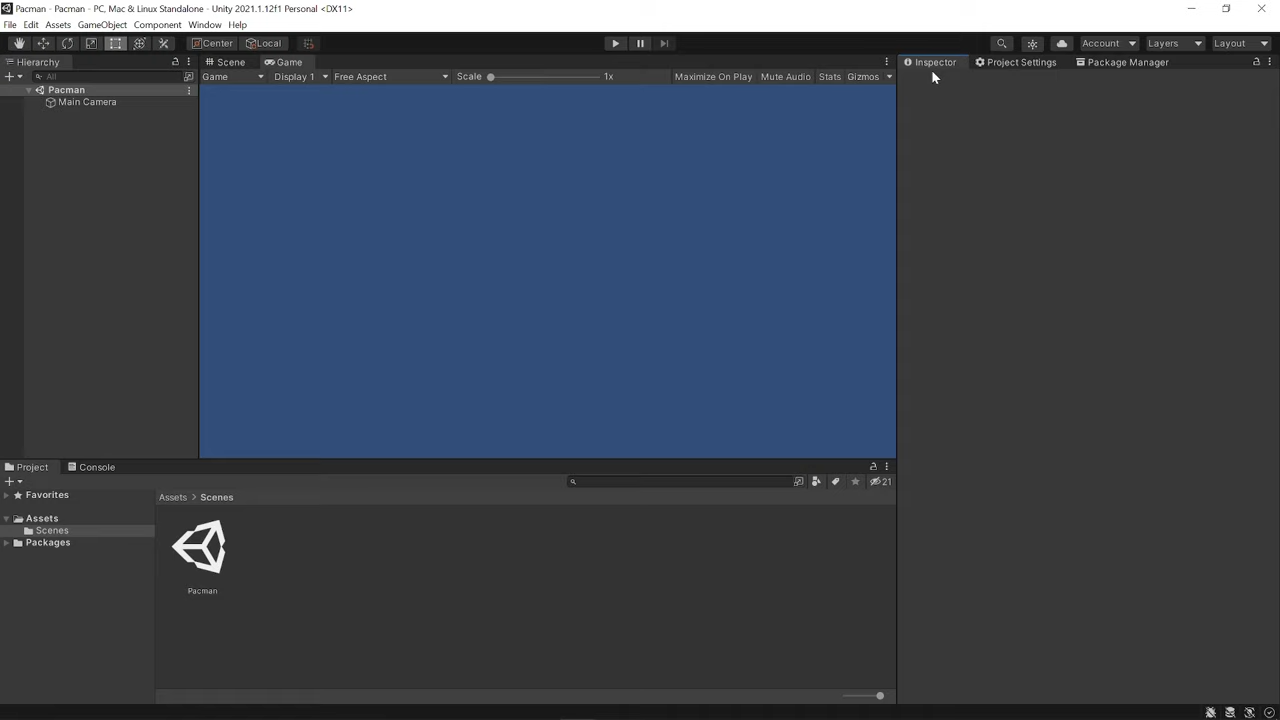 Pacman - Pacman - PC, Mac & Linux Standalone - Unity 2021.1.12f1 Personal <DX11>
File Edit Assets GameObject Component Window Help
Center Local Account Layers Layout
Hierarchy Scene Game Inspector Project Settings Package Manager
All Game Display 1 Free Aspect Scale 1x Maximize On Play Mute Audio Stats Gizmos
Pacman
Main Camera
Project Console
21
Favorites Assets > Scenes
Assets
Scenes
Packages
Pacman